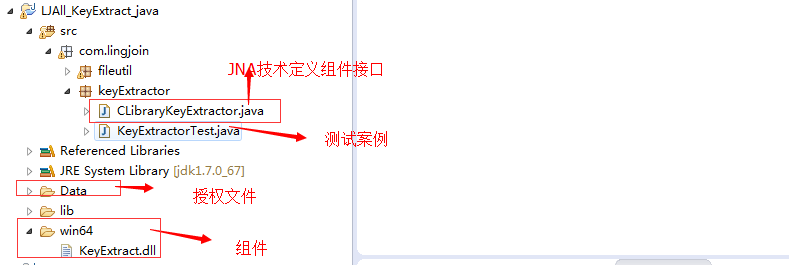 LJAll_KeyExtract_java
src
com.lingjoin
fileutil
keyExtractor
JNA技术定义组件接口
CLibraryKeyExtractor.java
KeyExtractorTest.java
测试案例
Referenced Libraries
JRE System Library [jdk1.7.0_67]
Data
授权文件
lib
win64
组件
KeyExtract.dll